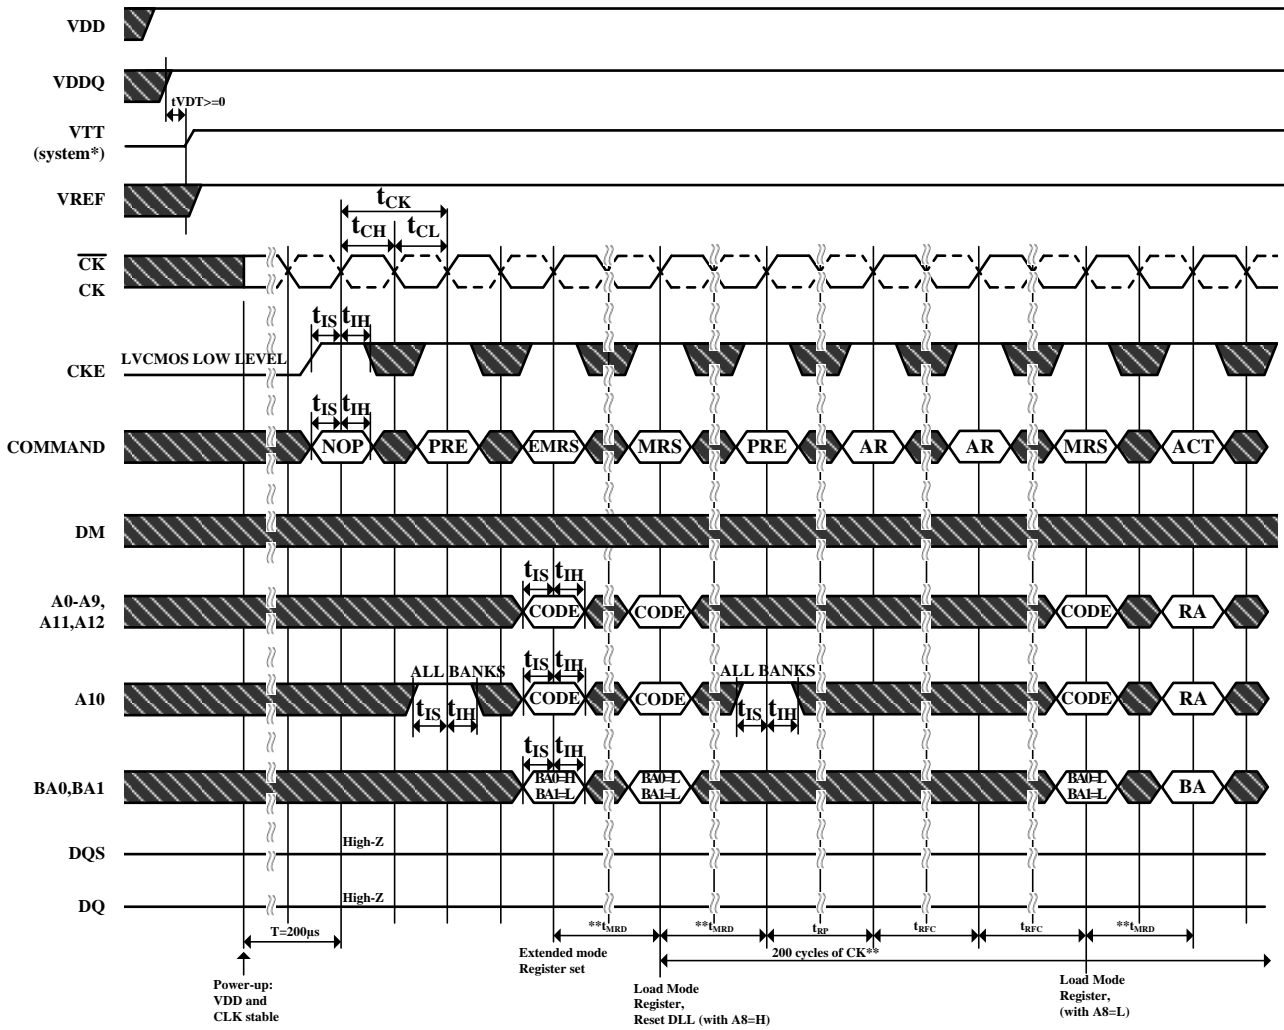 VDD
VDDQ
tVDT>=0
VTT
(system*)
VREF
tCK
tCH tCL
CK
CK
tIS tIH
LVCMOS LOW LEVEL
CKE
tIS tIH
COMMAND NOP PRE EMRS MRS PRE AR AR MRS ACT
DM
tIS tIH
A0-A9,
A11,A12
CODE CODE CODE RA
ALL BANKS tIS tIH ALL BANKS
A10 CODE CODE CODE RA
tIS tIH tIS tIH
tIS tIH
BA0,BA1
BA0=H BA0=L BA0=L
BA1=L BA1=L BA1=L
BA
High-Z
DQS
High-Z
DQ
T=200µs **tMRD **tMRD tRP tRFC tRFC **tMRD
200 cycles of CK**
Extended mode
Register set
Power-up:
VDD and
CLK stable
Load Mode
Register,
Reset DLL (with A8=H)
Load Mode
Register,
(with A8=L)